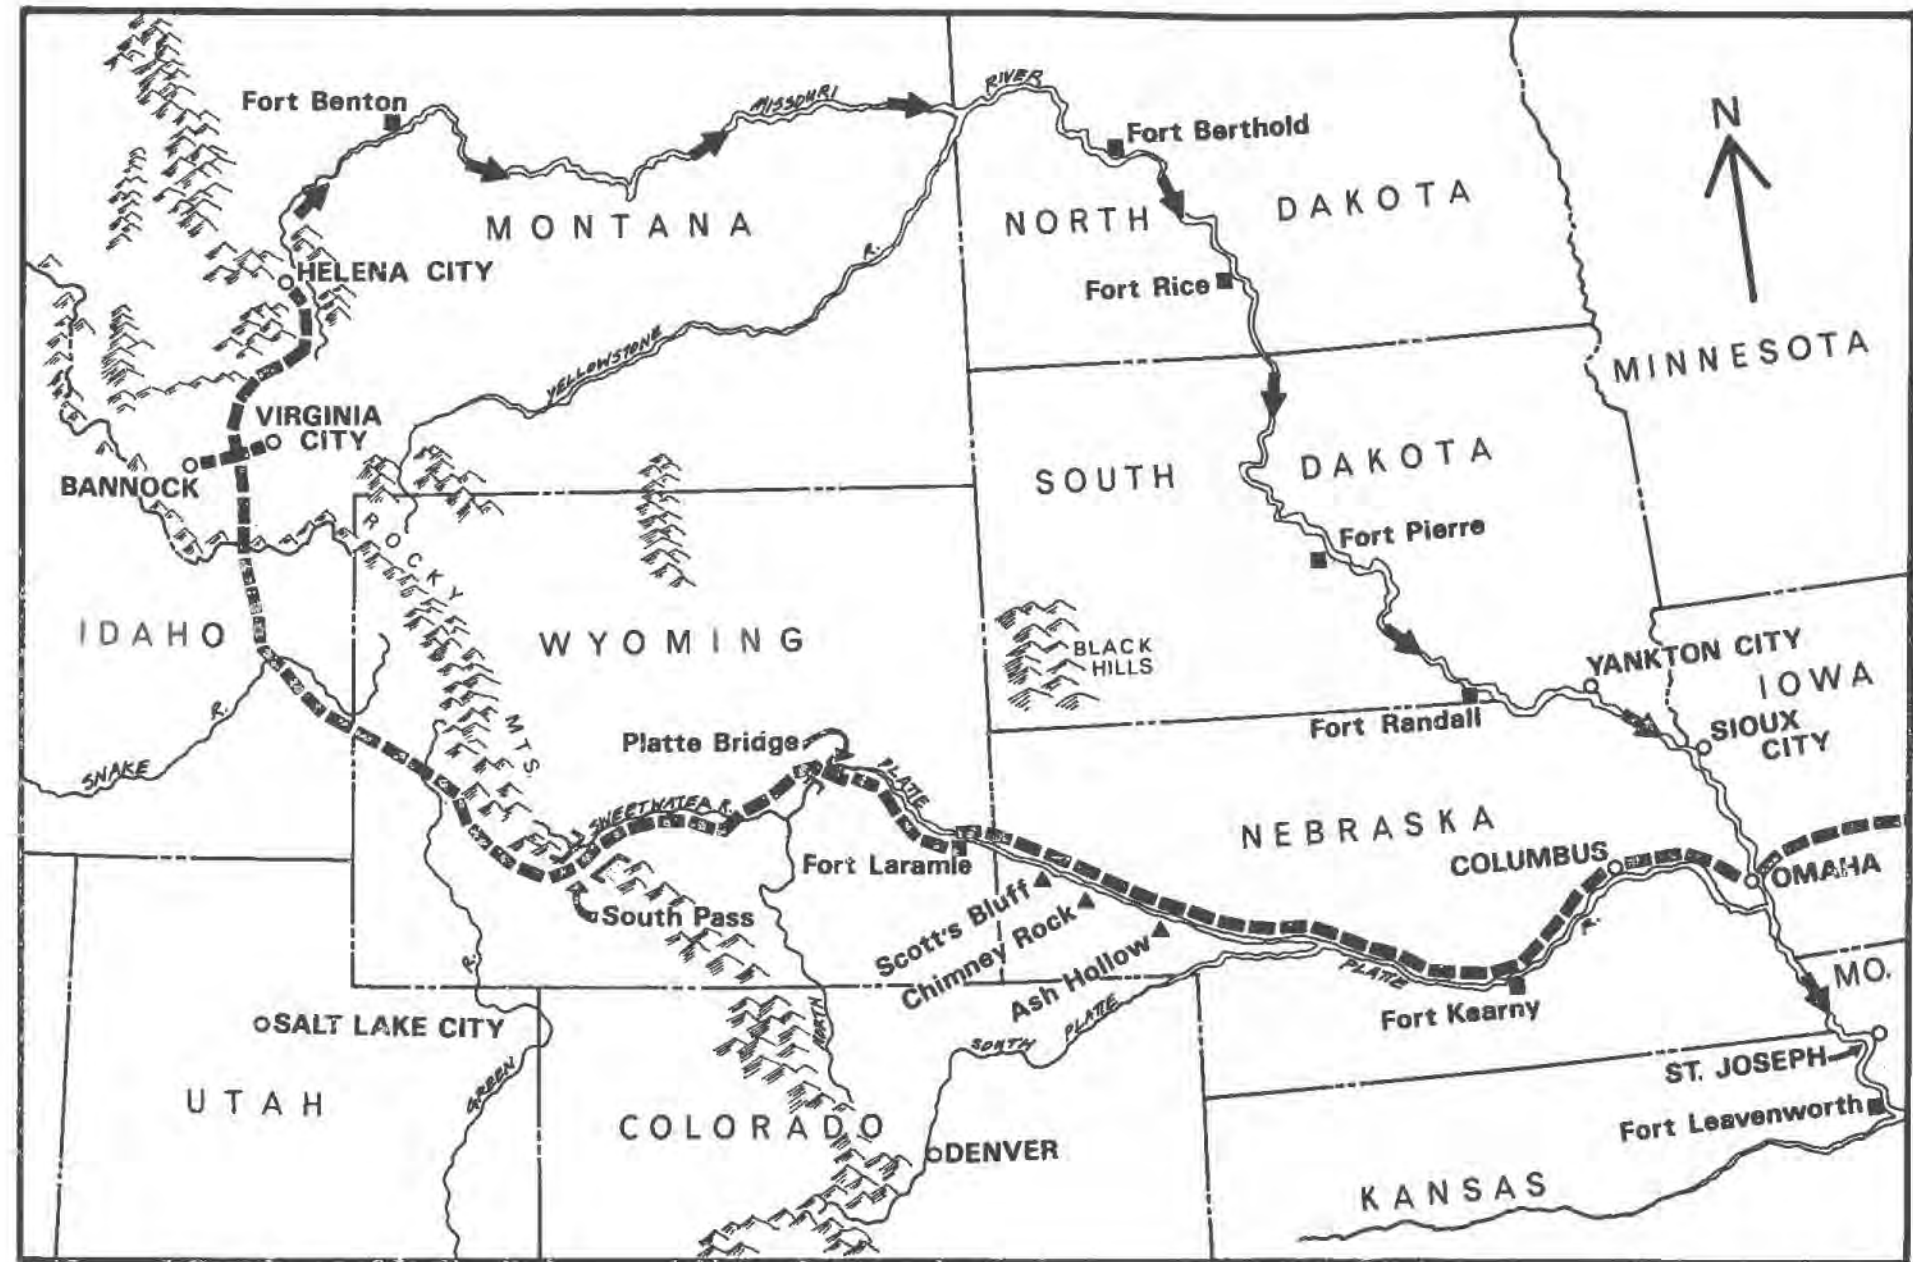 Fort Benton
MISSOURI
RIVER
Fort Berthold
N
MONTANA
NORTH DAKOTA
HELENA CITY
R.
Fort Rice
MINNESOTA
YELLOWSTONE
VIRGINIA
CITY
BANNOCK
SOUTH DAKOTA
ROCKY
MTS.
Fort Pierre
IDAHO
WYOMING
BLACK
HILLS
YANKTON CITY
IOWA
SNAKE
R.
Platte Bridge
PLATTE
Fort Randall
SIOUX
CITY
SWEETWATER R.
NEBRASKA
COLUMBUS
OMAHA
Fort Laramie
South Pass
Scott's Bluff
Chimney Rock
Ash Hollow
PLATTE
R.
Fort Kearny
MO.
R.
SALT LAKE CITY
NORTH
SOUTH
PLATTE
ST. JOSEPH
GREEN
UTAH
COLORADO
DENVER
Fort Leavenworth
KANSAS